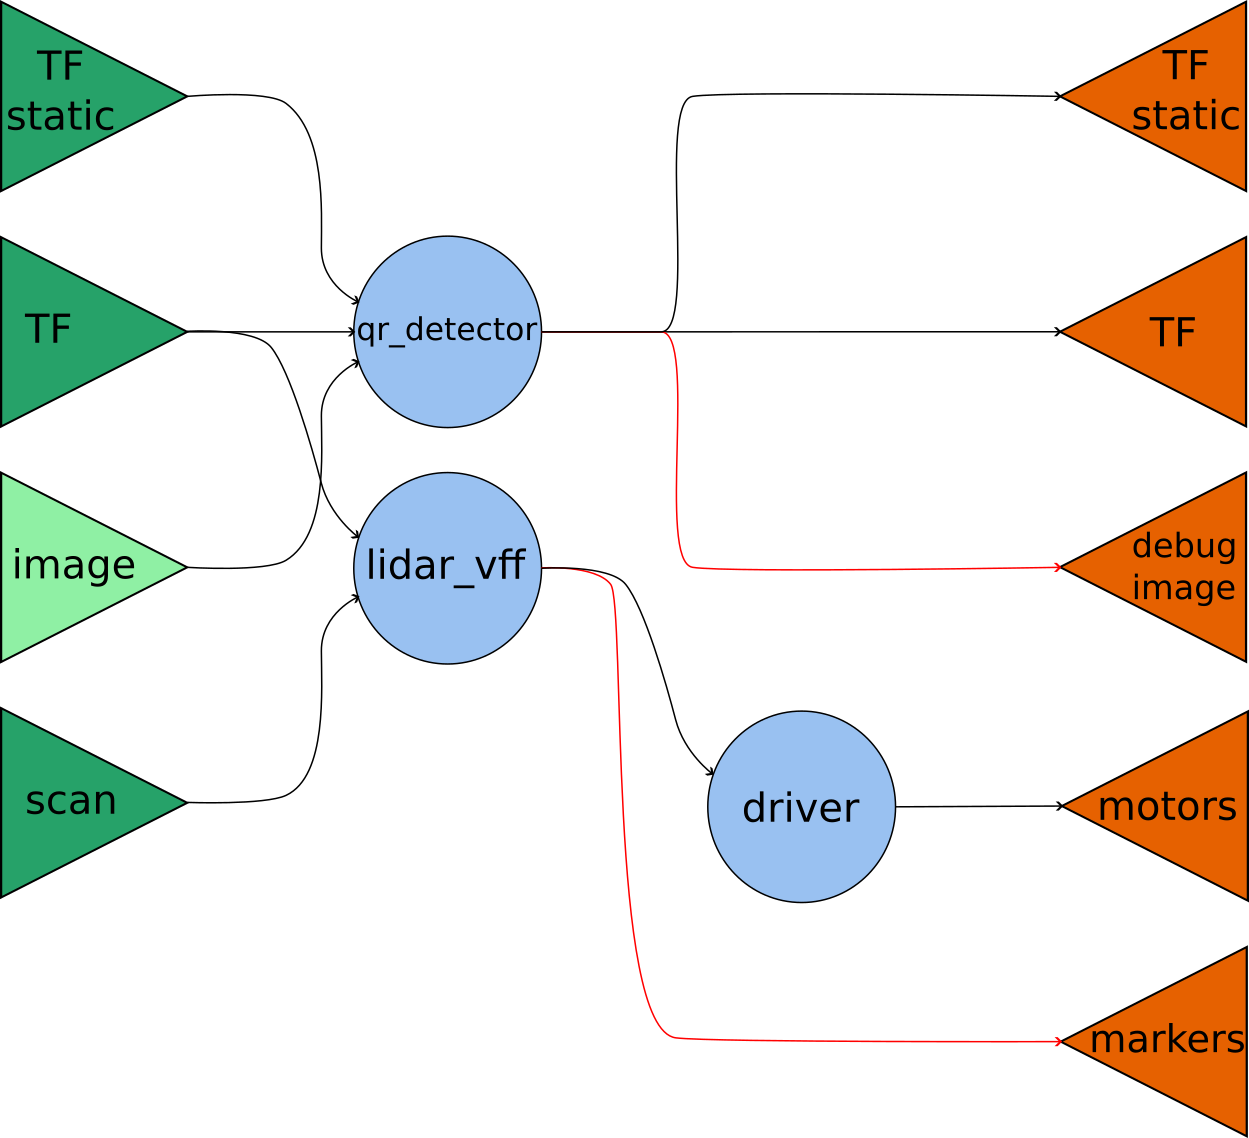 TF
static
TF
static
TF
qr_detector
TF
image
lidar_vff
debug
image
scan
driver
motors
markers